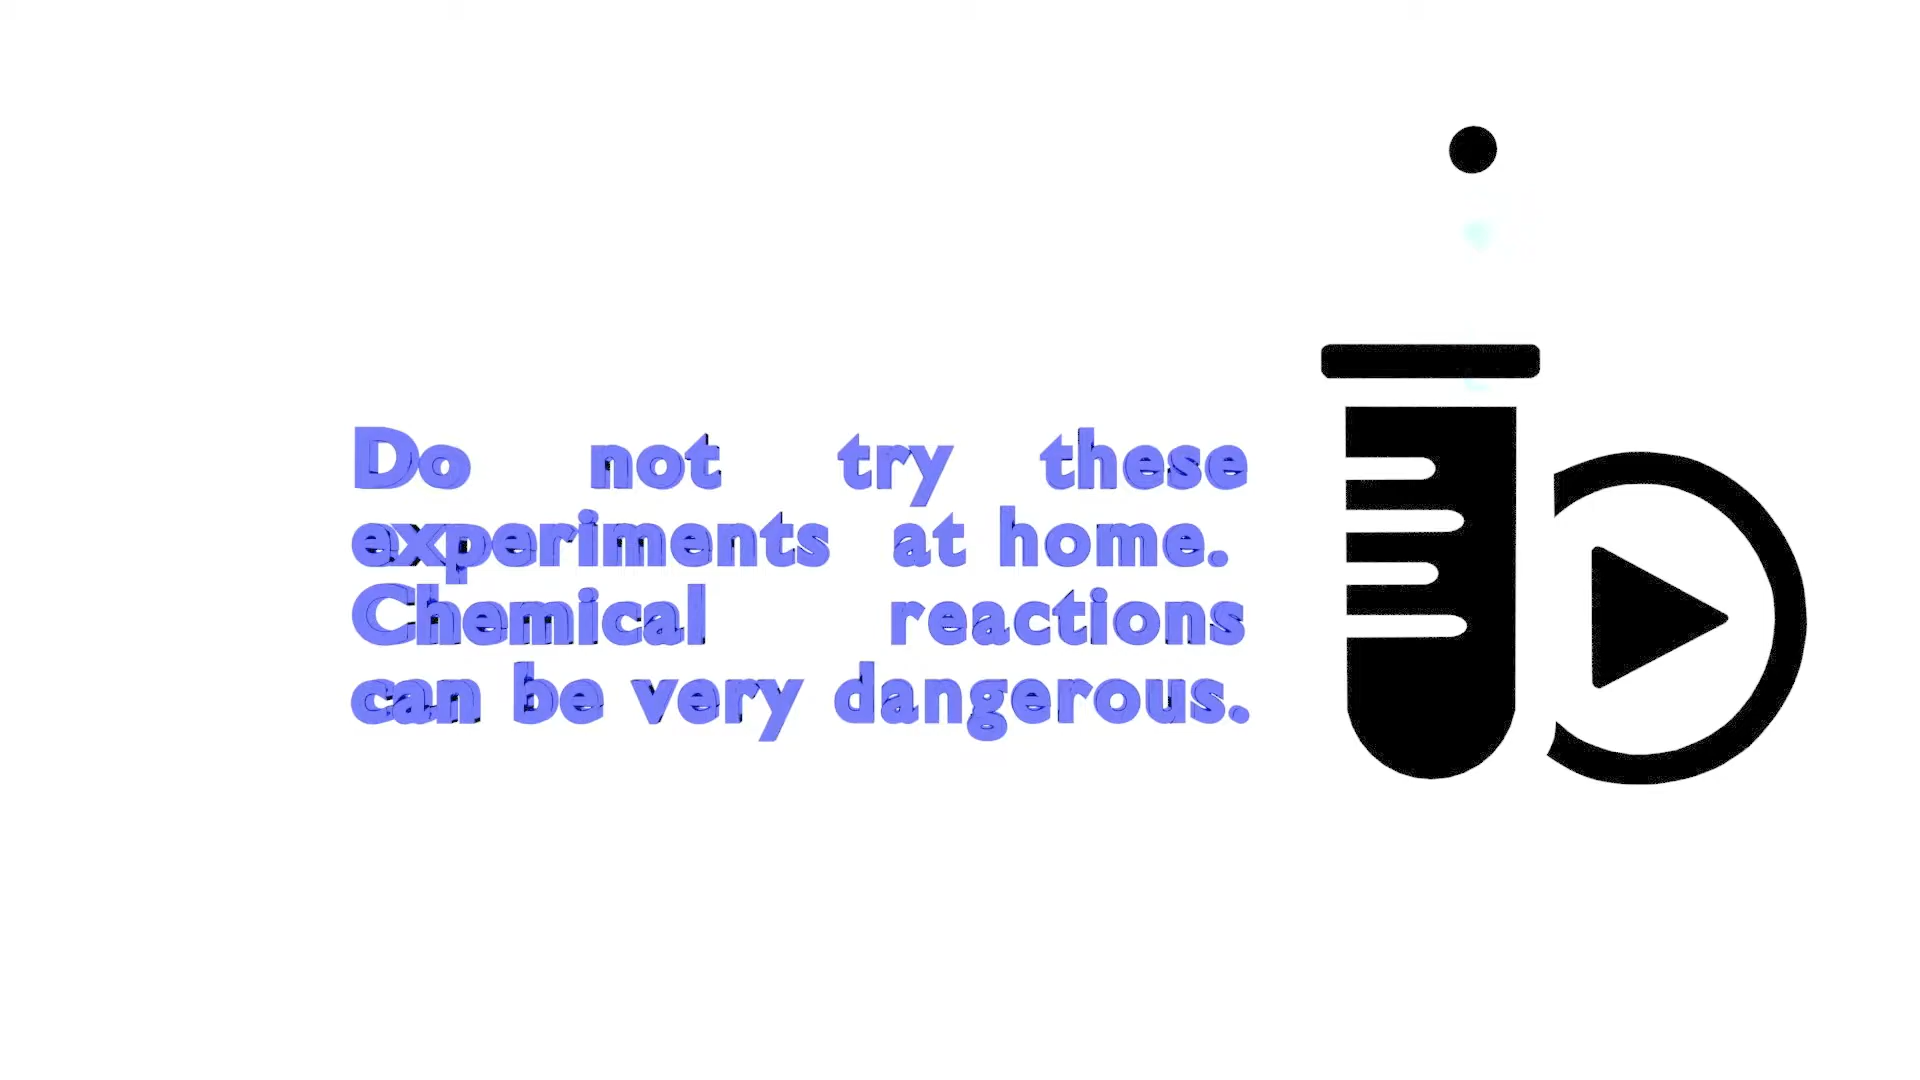 Do not try these
experiments at home.
Chemical reactions
can be very dangerous.